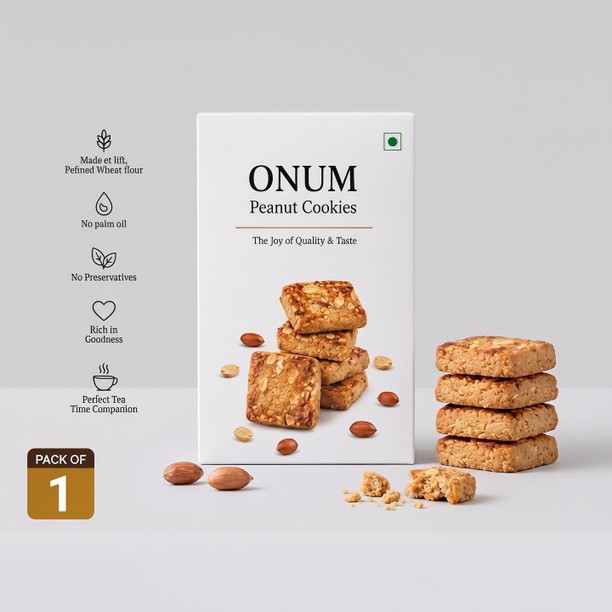 ONUM
Peanut Cookies
The Joy of Quality & Taste
Made et lift,
Pefined Wheat flour
No palm oil
No Preservatives
Rich in
Goodness
Perfect Tea
Time Companion
PACK OF
1